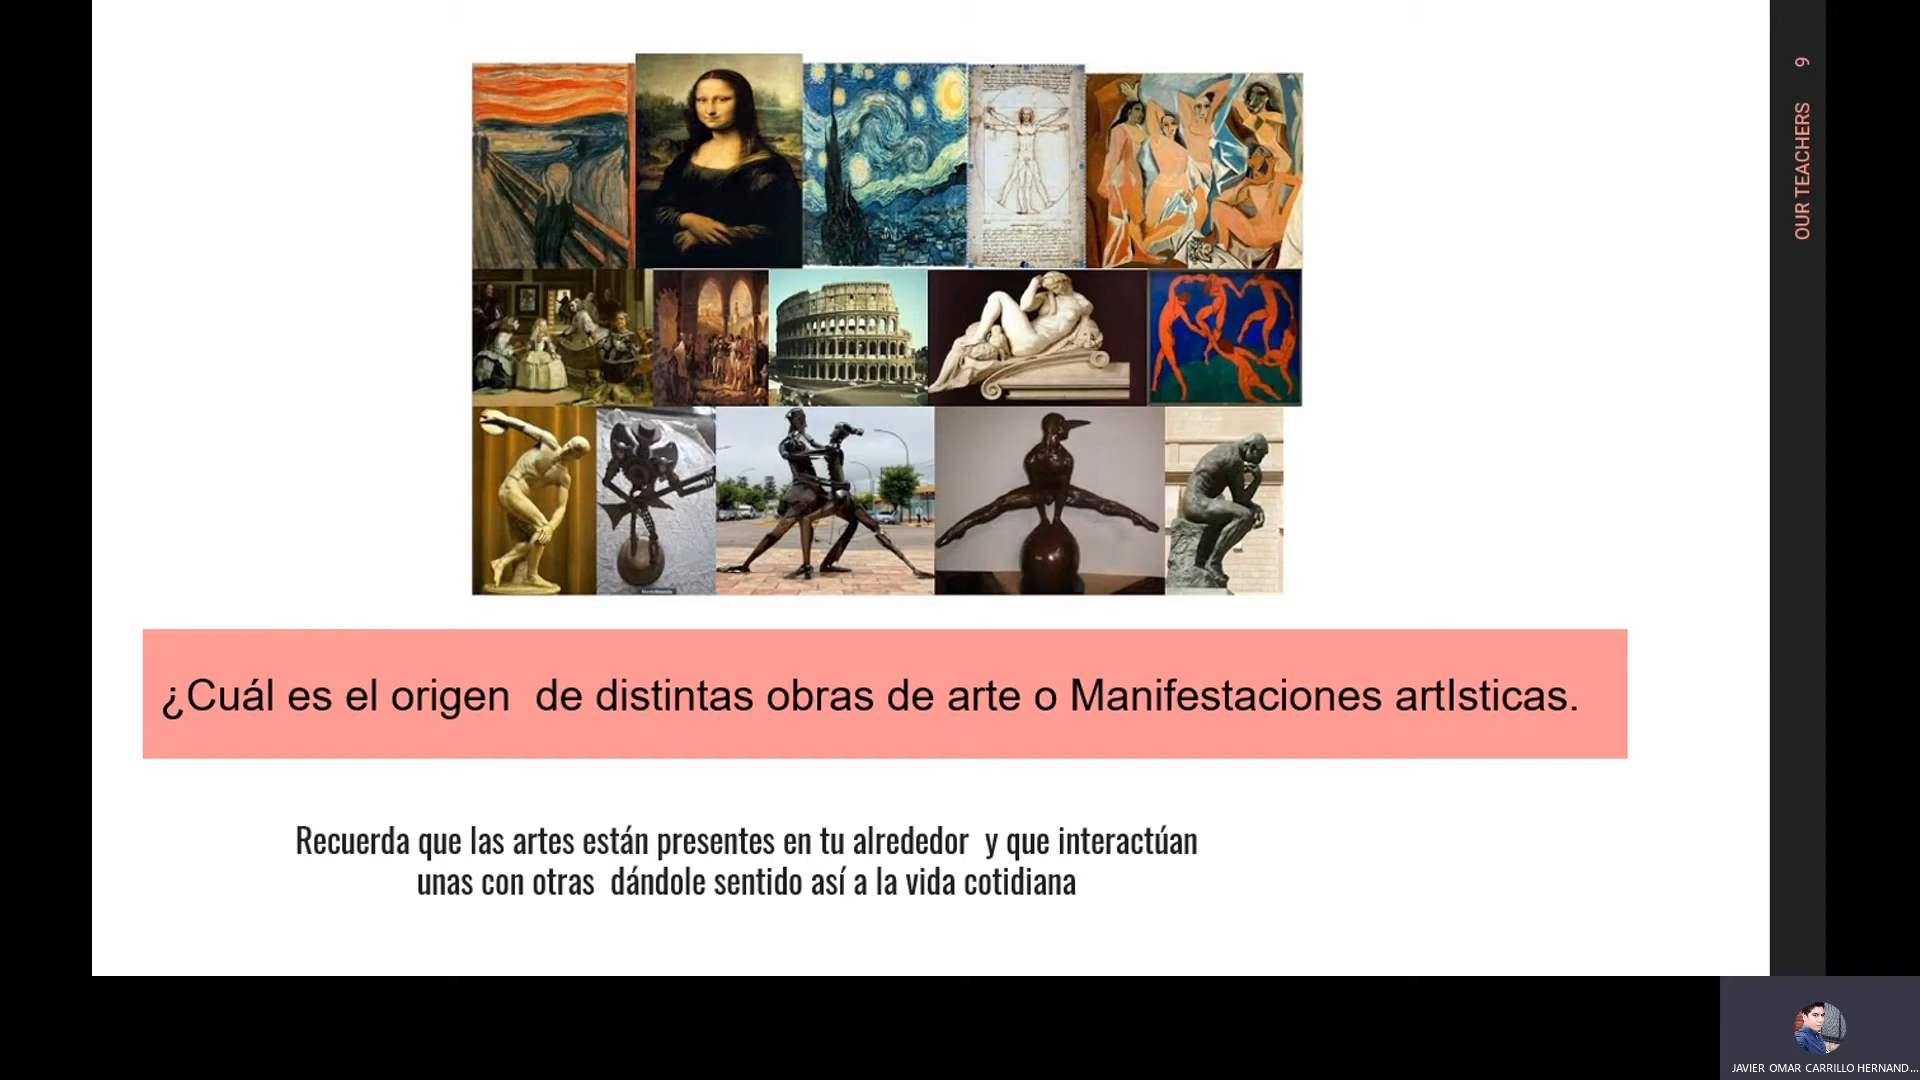 ¿Cuál es el origen  de distintas obras de arte o Manifestaciones artIsticas.
Recuerda que las artes están presentes en tu alrededor  y que interactúan
unas con otras  dándole sentido así a la vida cotidiana
OUR TEACHERS 9
JAVIER OMAR CARRILLO HERNAND...